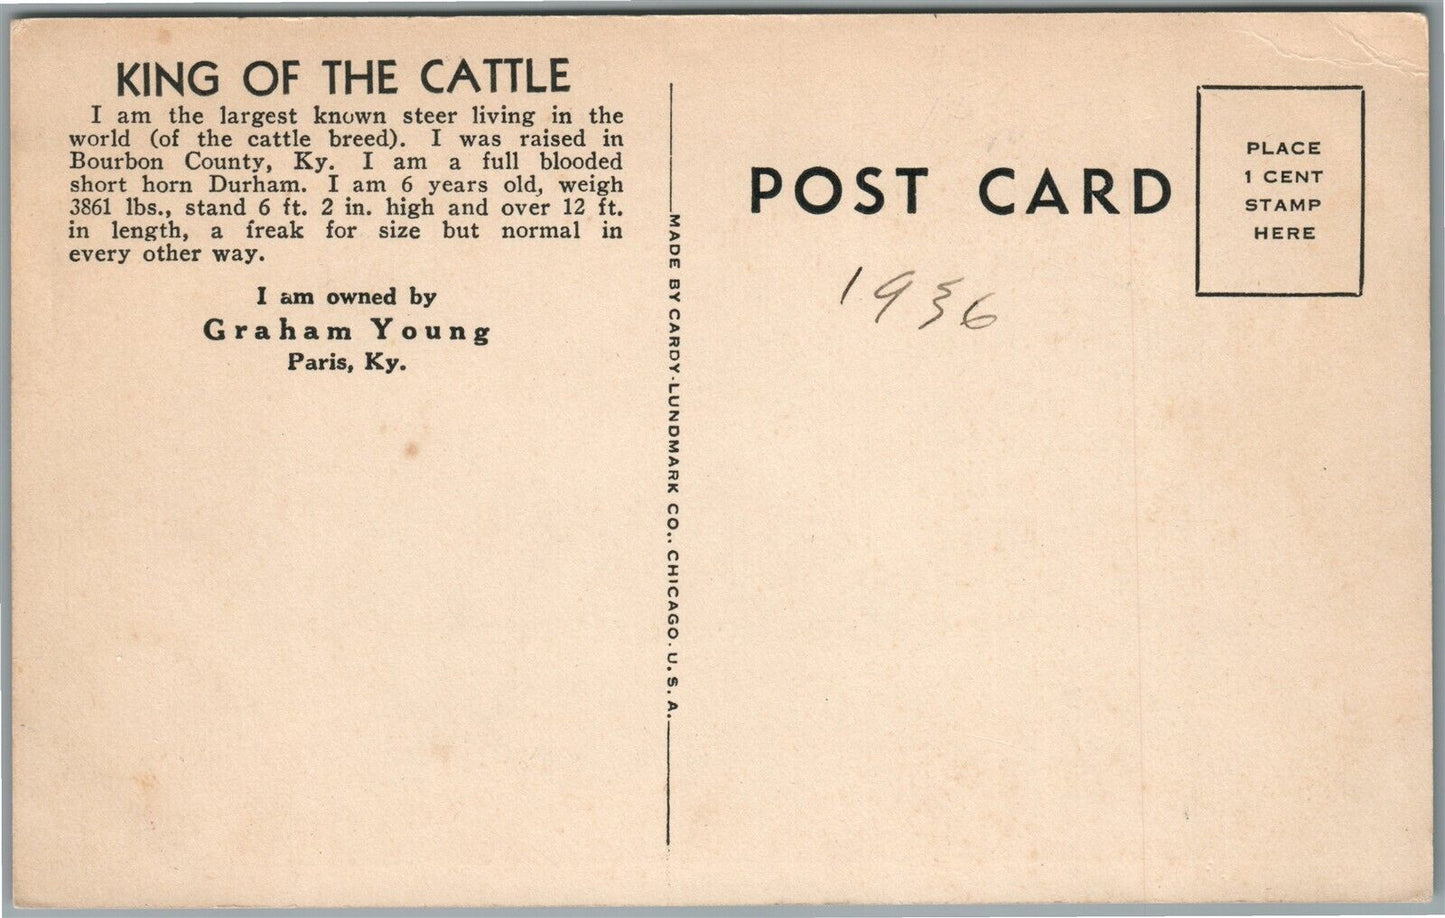 KING OF THE CATTLE
I am the largest known steer living in the
world (of the cattle breed). I was raised in
Bourbon County, Ky. I am a full blooded
short horn Durham. I am 6 years old, weigh
3861 lbs., stand 6 ft. 2 in. high and over 12 ft.
in length, a freak for size but normal in
every other way.
I am owned by
Graham Young
Paris, Ky.
MADE BY CARDY-LUNDMARK CO., CHICAGO. U. S. A.
POST CARD
1936
PLACE
1 CENT
STAMP
HERE